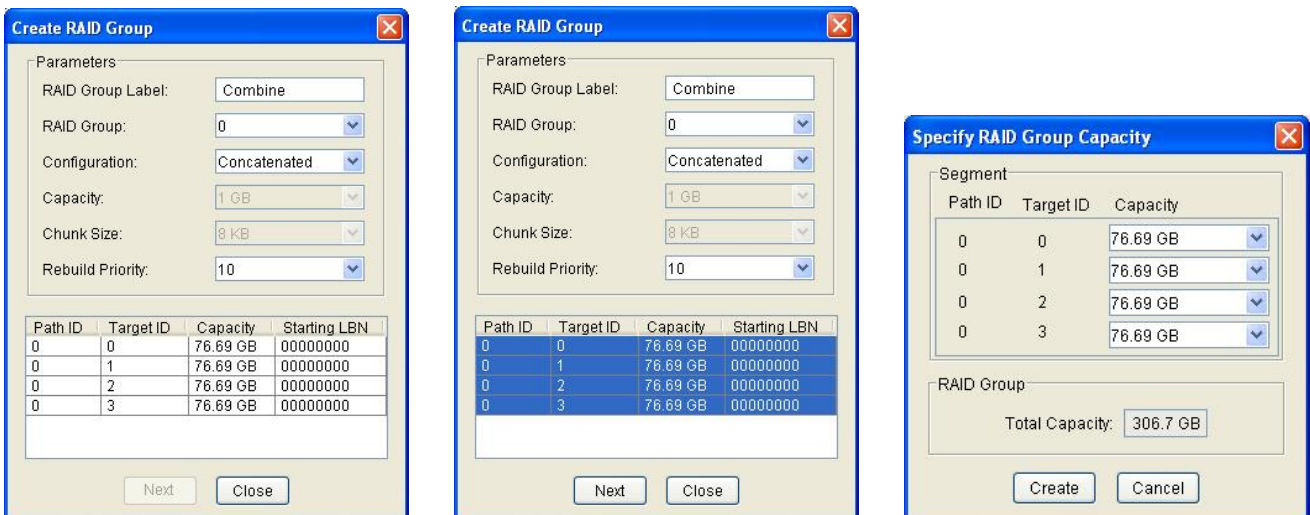 Create RAID Group
Parameters
RAID Group Label: Combine
RAID Group: 0
Configuration: Concatenated
Capacity: 1 GB
Chunk Size: 8 KB
Rebuild Priority: 10
Path ID Target ID Capacity Starting LBN
0 0 76.69 GB 00000000
0 1 76.69 GB 00000000
0 2 76.69 GB 00000000
0 3 76.69 GB 00000000
Next Close
Create RAID Group
Parameters
RAID Group Label: Combine
RAID Group: 0
Configuration: Concatenated
Capacity: 1 GB
Chunk Size: 8 KB
Rebuild Priority: 10
Path ID Target ID Capacity Starting LBN
0 0 76.69 GB 00000000
0 1 76.69 GB 00000000
0 2 76.69 GB 00000000
0 3 76.69 GB 00000000
Next Close
Specify RAID Group Capacity
Segment
Path ID Target ID Capacity
0 0 76.69 GB
0 1 76.69 GB
0 2 76.69 GB
0 3 76.69 GB
RAID Group
Total Capacity: 306.7 GB
Create Cancel